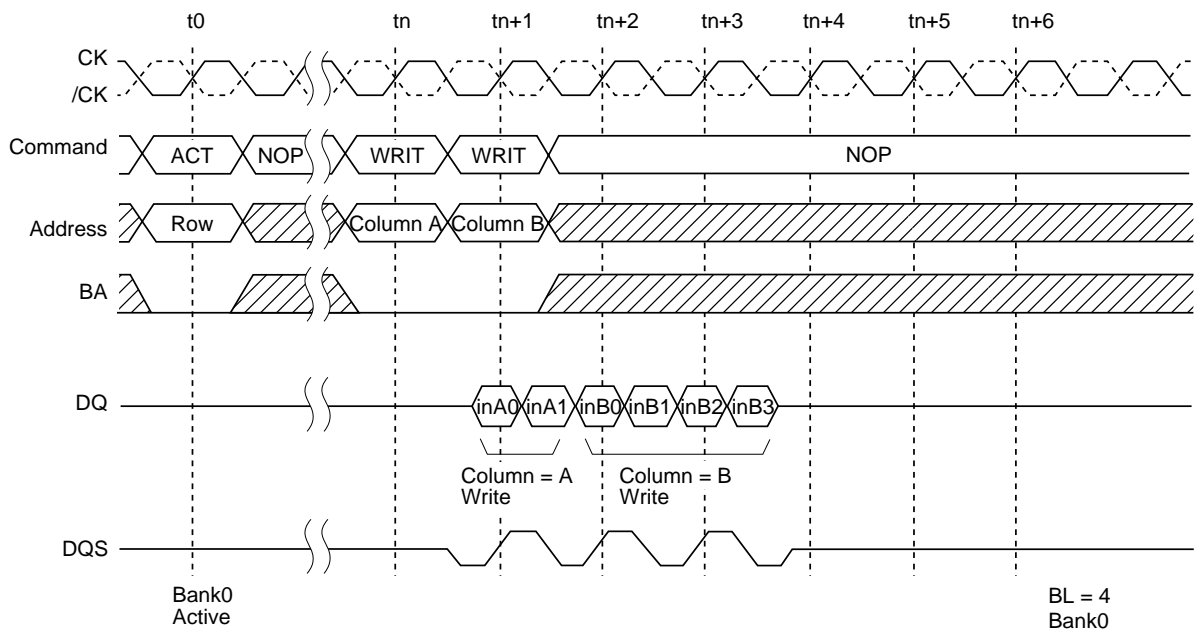 t0 tn tn+1 tn+2 tn+3 tn+4 tn+5 tn+6
CK
/CK
Command ACT NOP WRIT WRIT NOP
Address Row Column A Column B
BA
DQ inA0 inA1 inB0 inB1 inB2 inB3
Column = A Column = B
Write Write
DQS
Bank0 BL = 4
Active Bank0